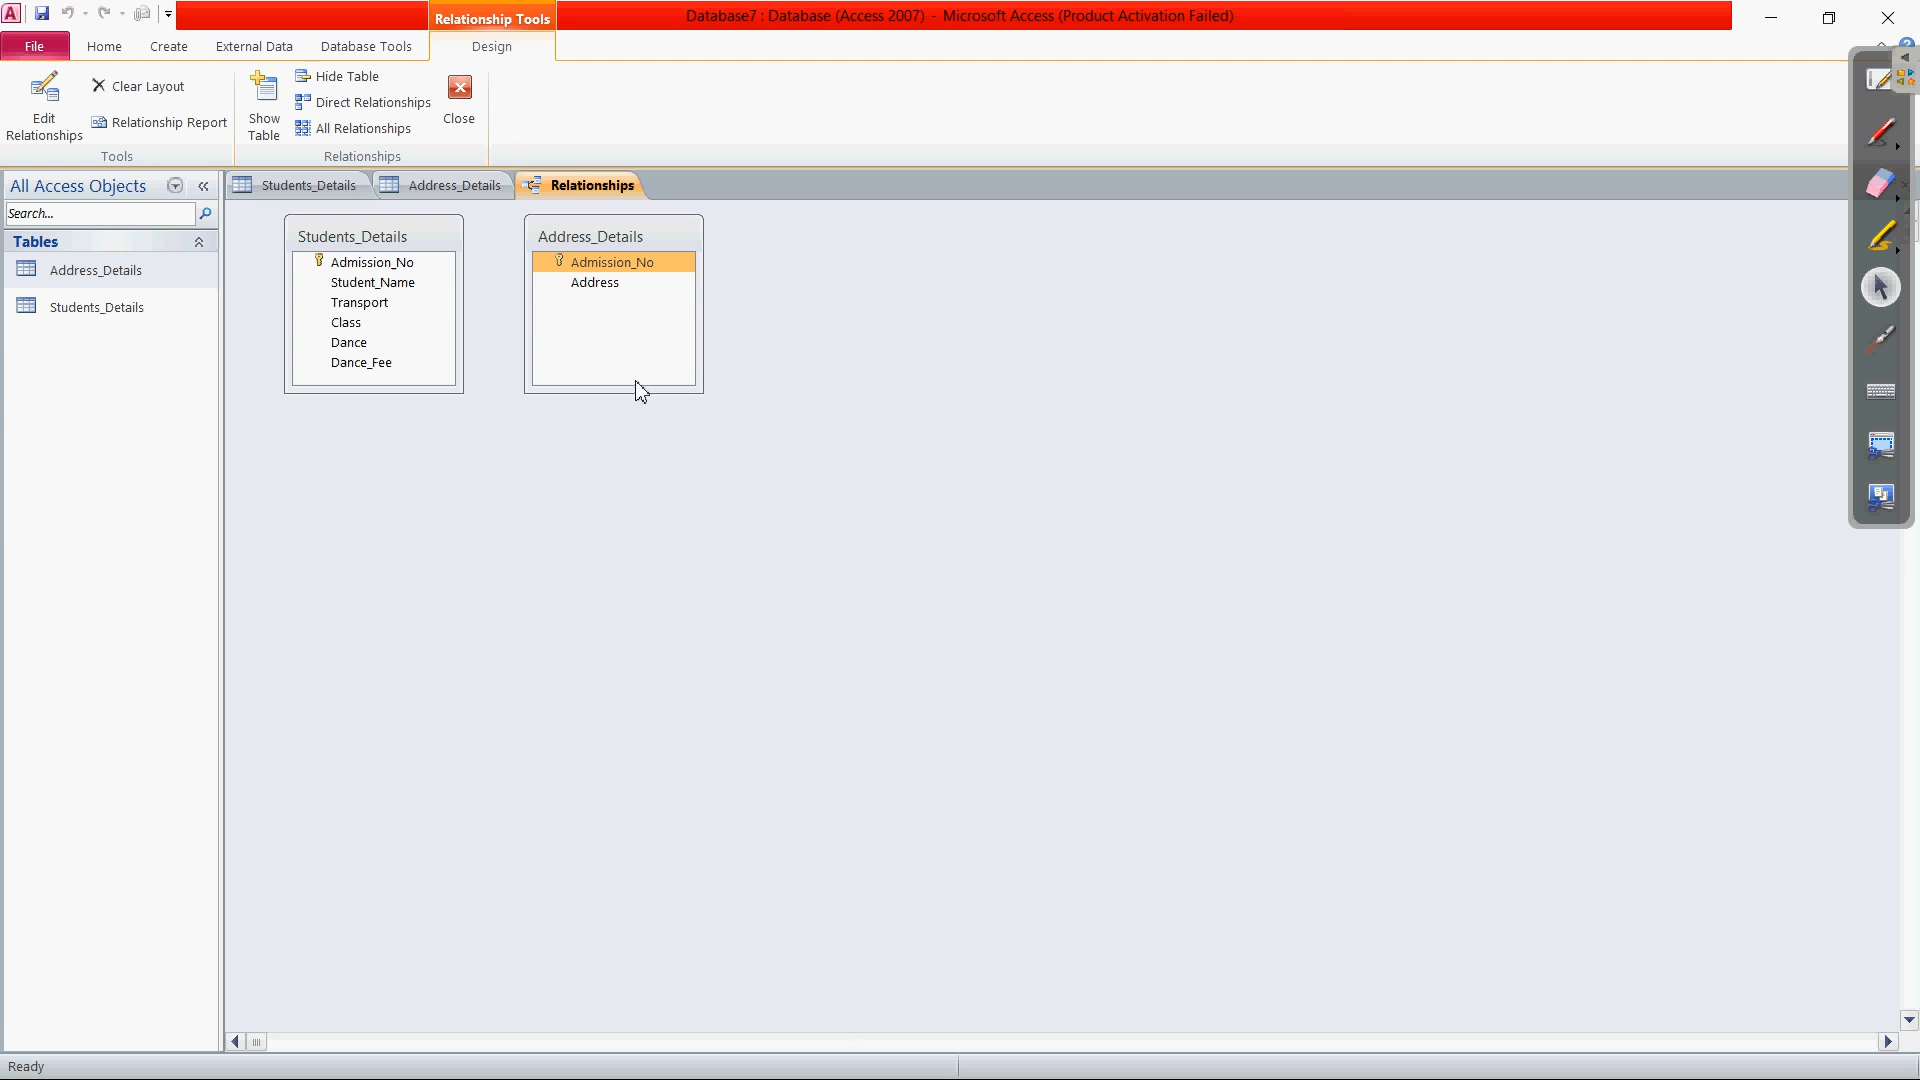 Relationship Tools
Database7 : Database (Access 2007) - Microsoft Access (Product Activation Failed)
File
Home
Create
External Data
Database Tools
Design
Edit
Relationships
Clear Layout
Relationship Report
Tools
Show
Table
Hide Table
Direct Relationships
All Relationships
Close
Relationships
All Access Objects
Search...
Tables
Address_Details
Students_Details
Students_Details
Address_Details
Relationships
Students_Details
Admission_No
Student_Name
Transport
Class
Dance
Dance_Fee
Address_Details
Admission_No
Address
Ready